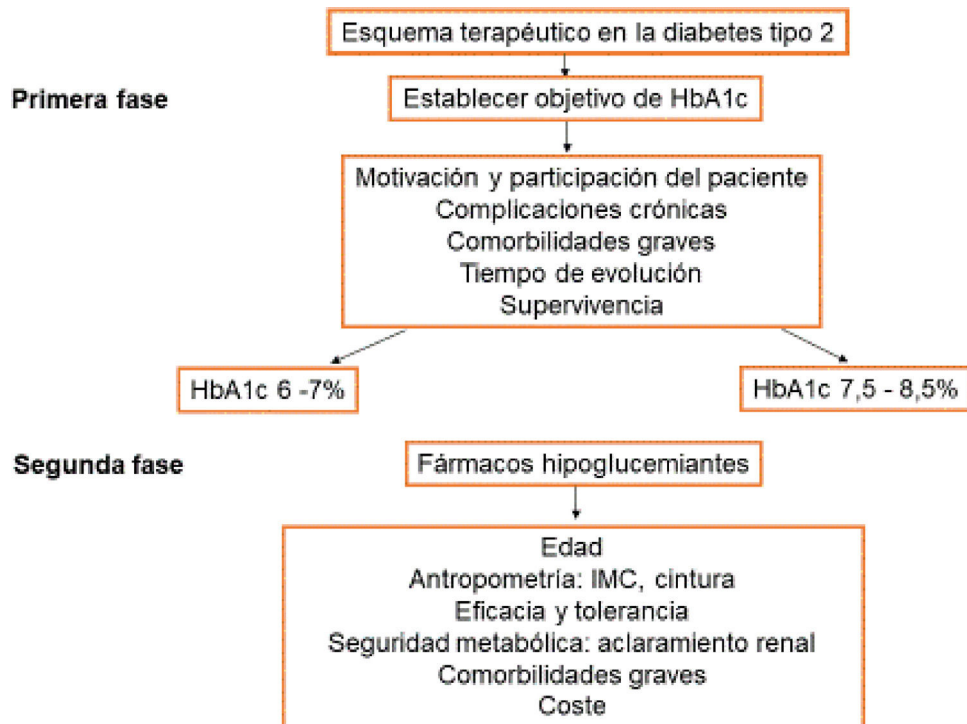 Esquema terapéutico en la diabetes tipo 2
Primera fase
Establecer objetivo de HbA1c
Motivación y participación del paciente
Complicaciones crónicas
Comorbilidades graves
Tiempo de evolución
Supervivencia
HbA1c 6 -7%
HbA1c 7,5 - 8,5%
Segunda fase
Fármacos hipoglucemiantes
Edad
Antropometría: IMC, cintura
Eficacia y tolerancia
Seguridad metabólica: aclaramiento renal
Comorbilidades graves
Coste